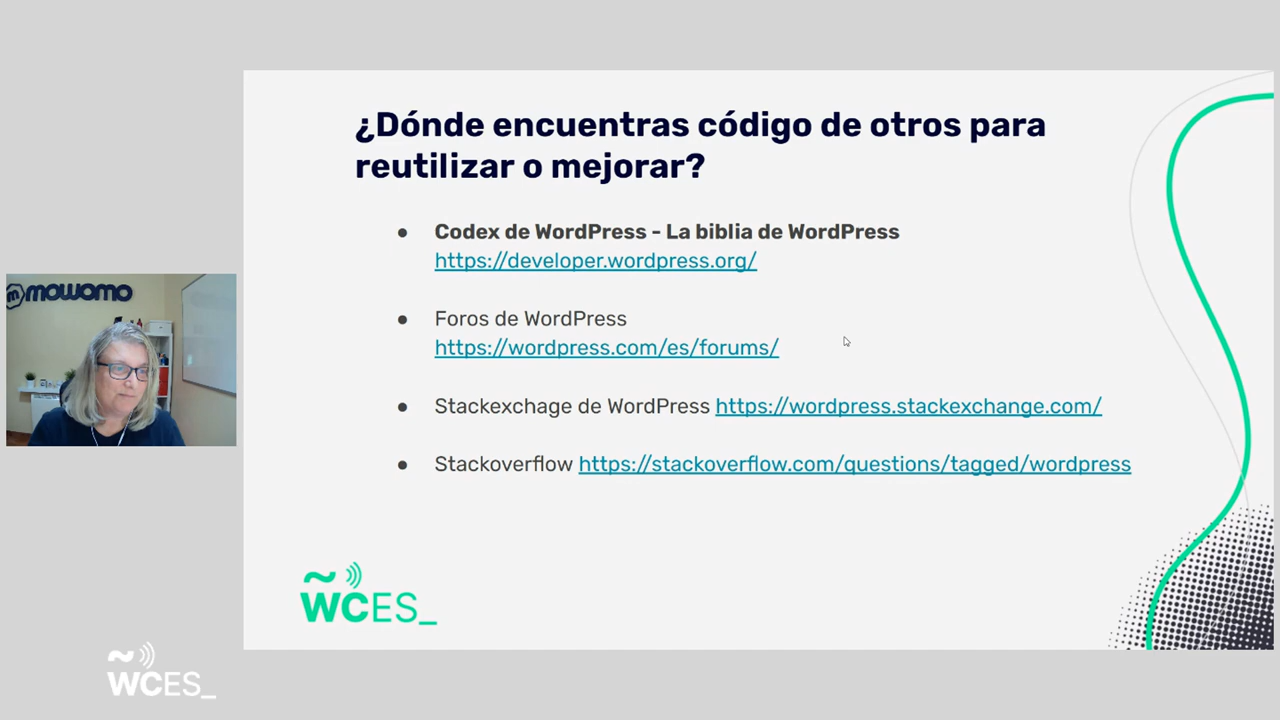 ¿Dónde encuentras código de otros para
reutilizar o mejorar?
Codex de WordPress - La biblia de WordPress
https://developer.wordpress.org/
Foros de WordPress
https://wordpress.com/es/forums/
Stackexchage de WordPress https://wordpress.stackexchange.com/
Stackoverflow https://stackoverflow.com/questions/tagged/wordpress
WCES_
m mowomo
WCES_